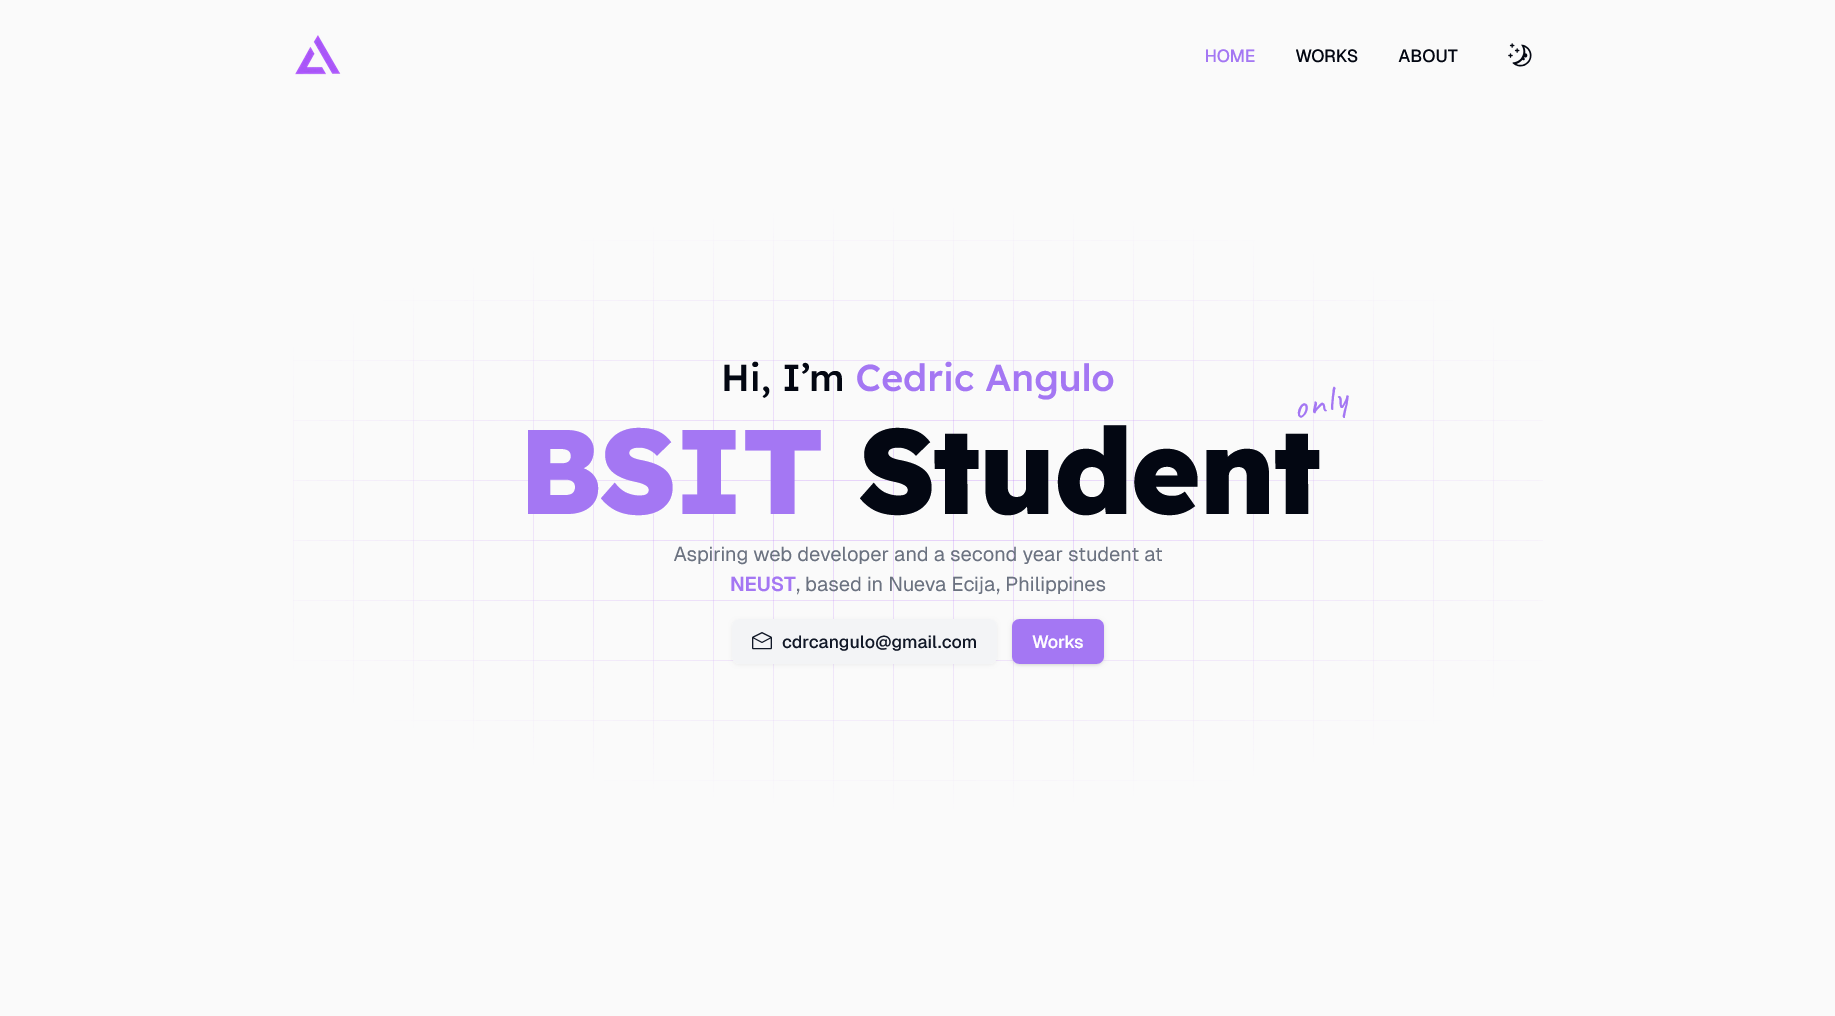 HOME WORKS ABOUT
Hi, I’m Cedric Angulo
only
BSIT Student
Aspiring web developer and a second year student at
NEUST, based in Nueva Ecija, Philippines
cdrcangulo@gmail.com Works